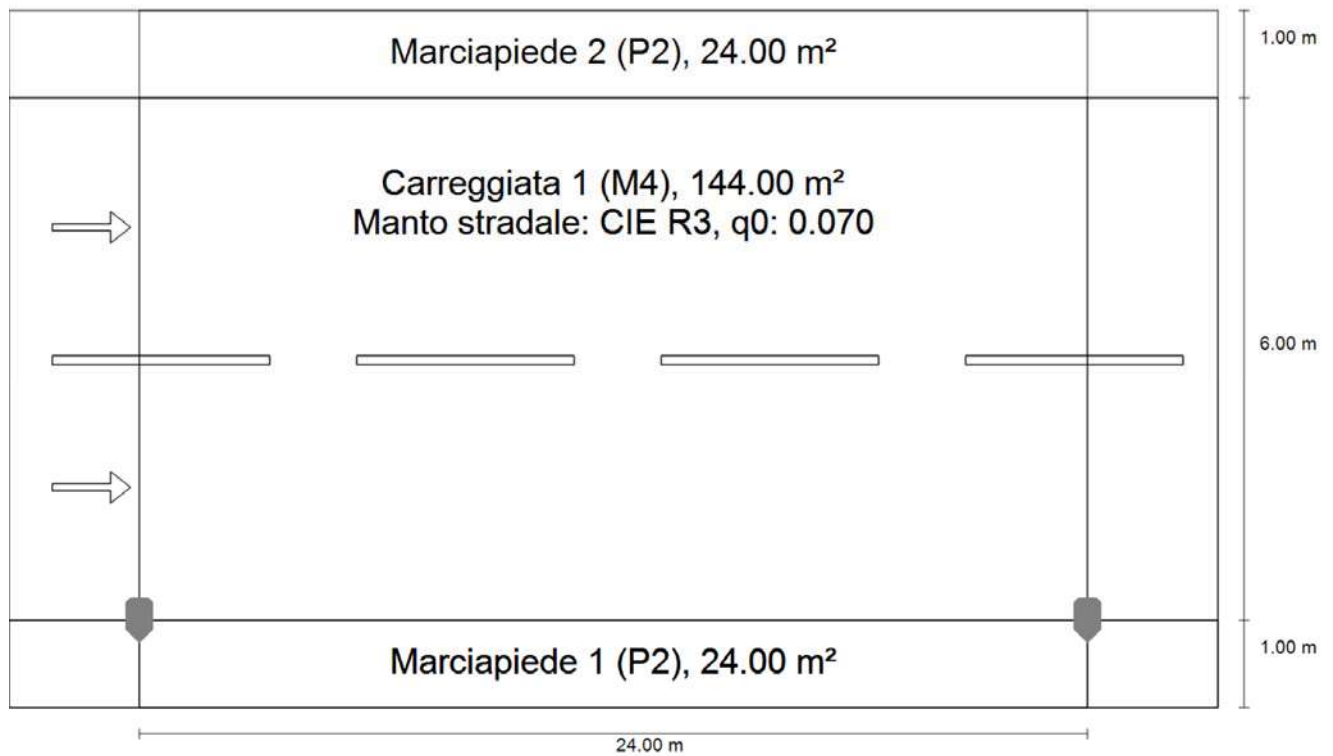 Marciapiede 2 (P2), 24.00 m²
1.00 m
Carreggiata 1 (M4), 144.00 m²
Manto stradale: CIE R3, q0: 0.070
6.00 m
Marciapiede 1 (P2), 24.00 m²
1.00 m
24.00 m